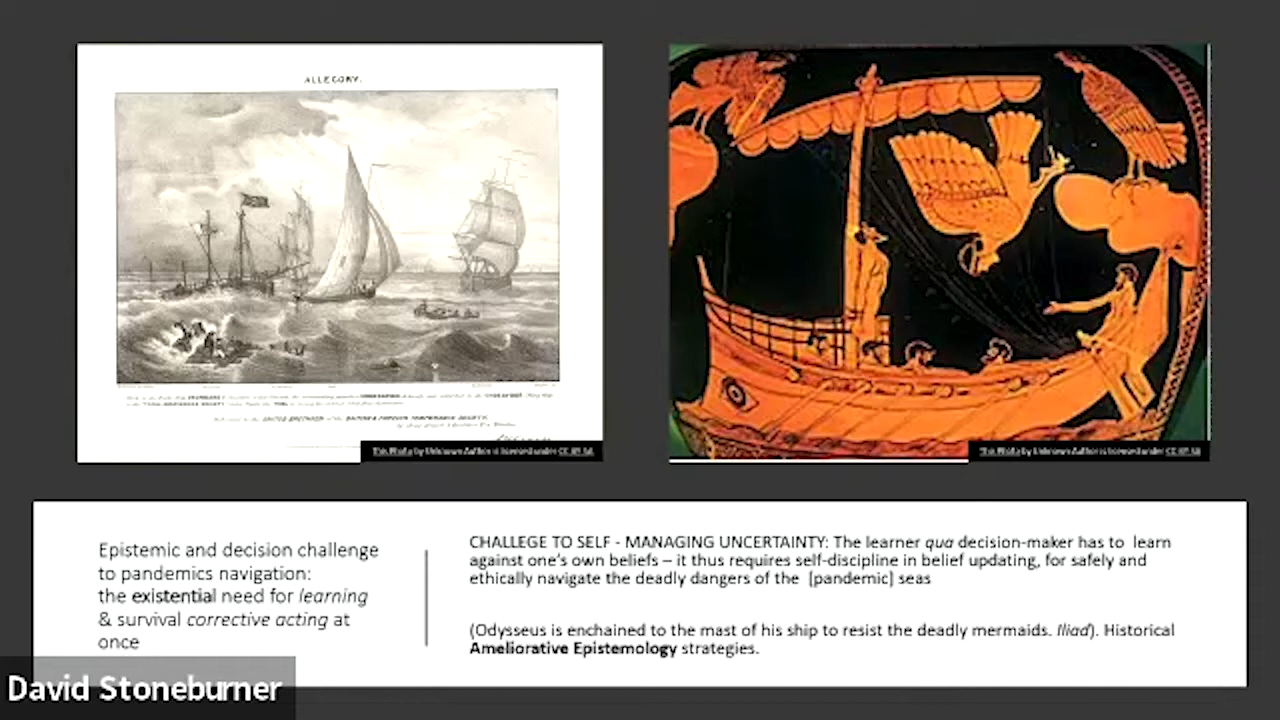 ALLEGORY.
This Photo by Unknown Author is licensed under CC BY-SA
This Photo by Unknown Author is licensed under CC BY-SA
Epistemic and decision challenge
to pandemics navigation:
the existential need for learning
& survival corrective acting at
once
CHALLEGE TO SELF - MANAGING UNCERTAINTY: The learner qua decision-maker has to learn
against one's own beliefs – it thus requires self-discipline in belief updating, for safely and
ethically navigate the deadly dangers of the [pandemic] seas
(Odysseus is enchained to the mast of his ship to resist the deadly mermaids. Iliad). Historical
Ameliorative Epistemology strategies.
David Stoneburner